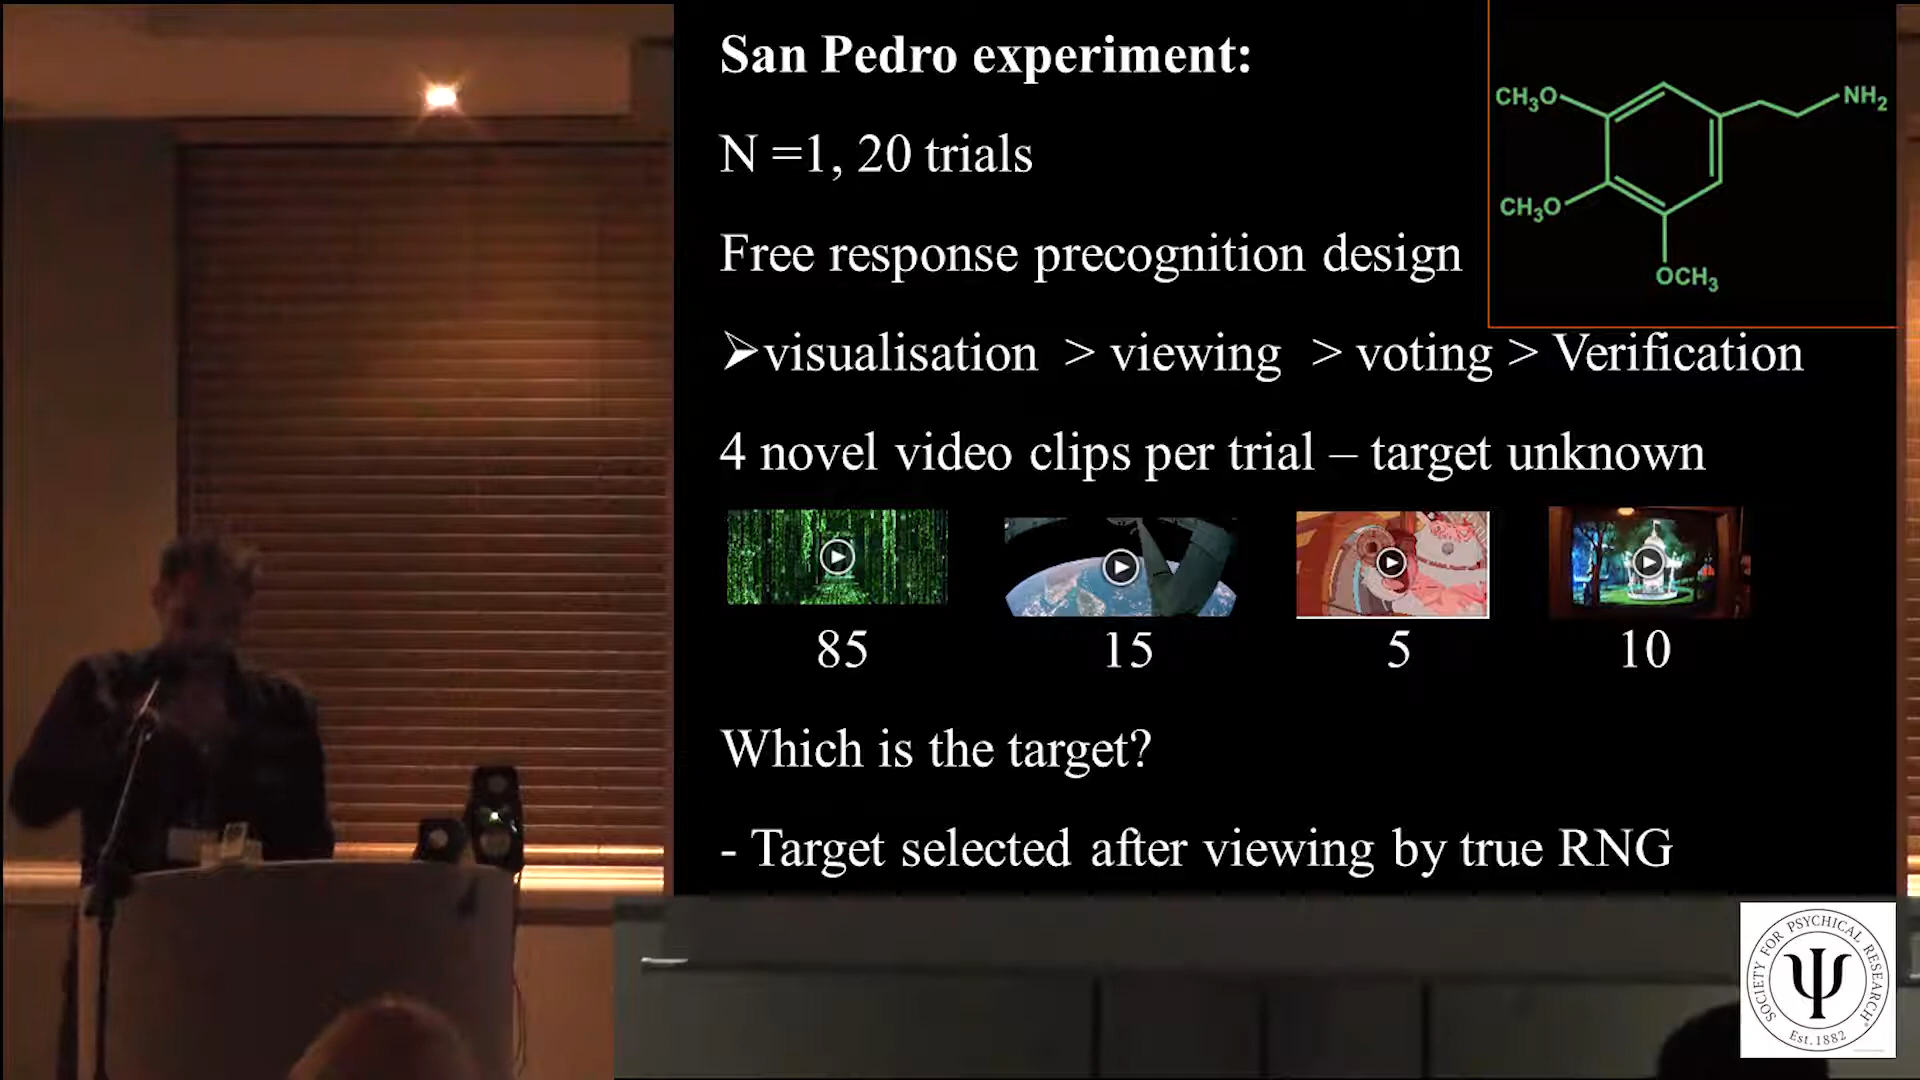 San Pedro experiment:
N =1, 20 trials
Free response precognition design
➤visualisation > viewing > voting > Verification
4 novel video clips per trial – target unknown
85 15 5 10
Which is the target?
- Target selected after viewing by true RNG
CH₃O
NH₂
CH₃O
OCH₃
SOCIETY FOR PSYCHICAL RESEARCH
Est. 1882